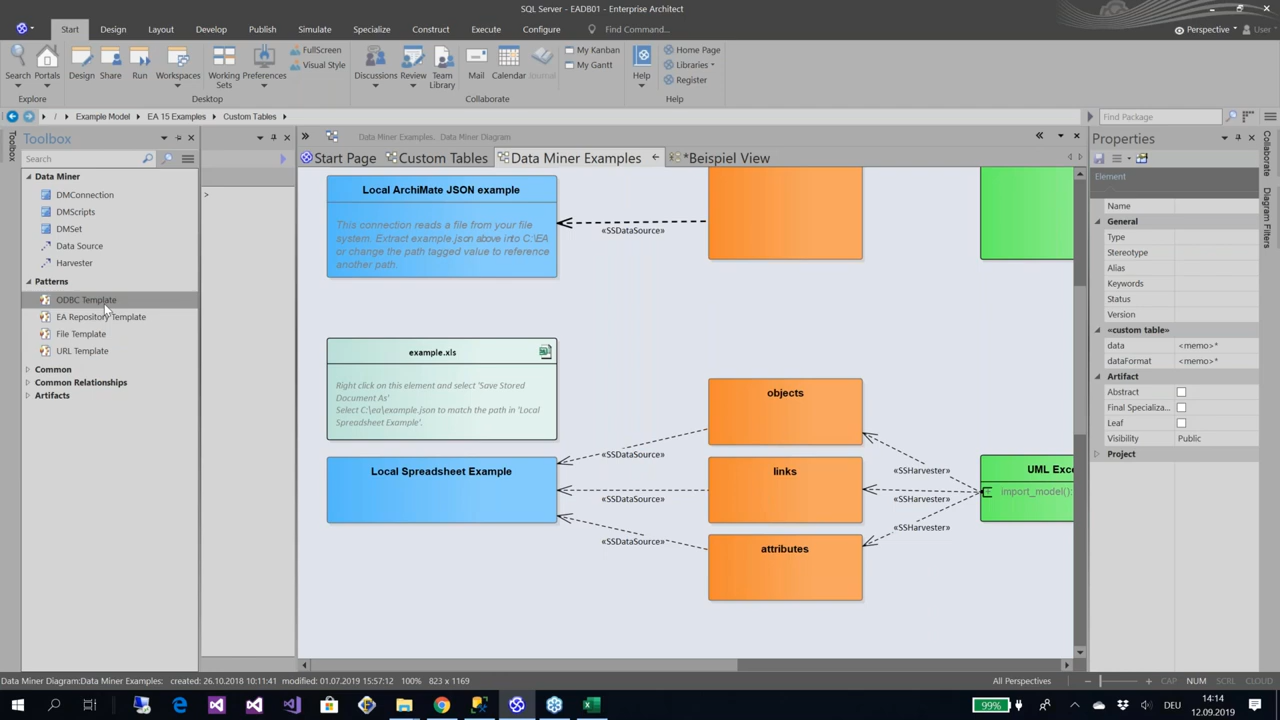 SQL Server - EADB01 - Enterprise Architect
Start Design Layout Develop Publish Simulate Specialize Construct Execute Configure Find Command...
Perspective User
Search Portals Design Share Run Workspaces Working Sets Preferences
FullScreen
Visual Style
Discussions Review Team Library Mail Calendar Journal
My Kanban
My Gantt
Help
Home Page
Libraries
Register
Explore Desktop Collaborate Help
/ Example Model EA 15 Examples Custom Tables
Find Package
Toolbox
Toolbox
Search
Data Miner
DMConnection
DMScripts
DMSet
Data Source
Harvester
Patterns
ODBC Template
EA Repository Template
File Template
URL Template
Common
Common Relationships
Artifacts
Data Miner Examples. Data Miner Diagram
Start Page Custom Tables Data Miner Examples *Beispiel View
Local ArchiMate JSON example
This connection reads a file from your file
system. Extract example.json above into C:\EA
or change the path tagged value to reference
another path.
«SSDataSource»
example.xls
Right click on this element and select 'Save Stored
Document As'
Select C:\ea\example.json to match the path in 'Local
Spreadsheet Example'.
Local Spreadsheet Example
«SSDataSource»
«SSDataSource»
«SSDataSource»
objects
links
attributes
«SSHarvester»
«SSHarvester»
«SSHarvester»
UML Exce
import_model():
Properties
Element
Name
General
Type
Stereotype
Alias
Keywords
Status
Version
«custom table»
data <memo>*
dataFormat <memo>*
Artifact
Abstract
Final Specializa...
Leaf
Visibility Public
Project
Collaborate
Diagram Filters
Data Miner Diagram:Data Miner Examples: created: 26.10.2018 10:11:41 modified: 01.07.2019 15:57:12 100% 823 x 1169
All Perspectives CAP NUM SCRL CLOUD
99% DEU 14:14
12.09.2019